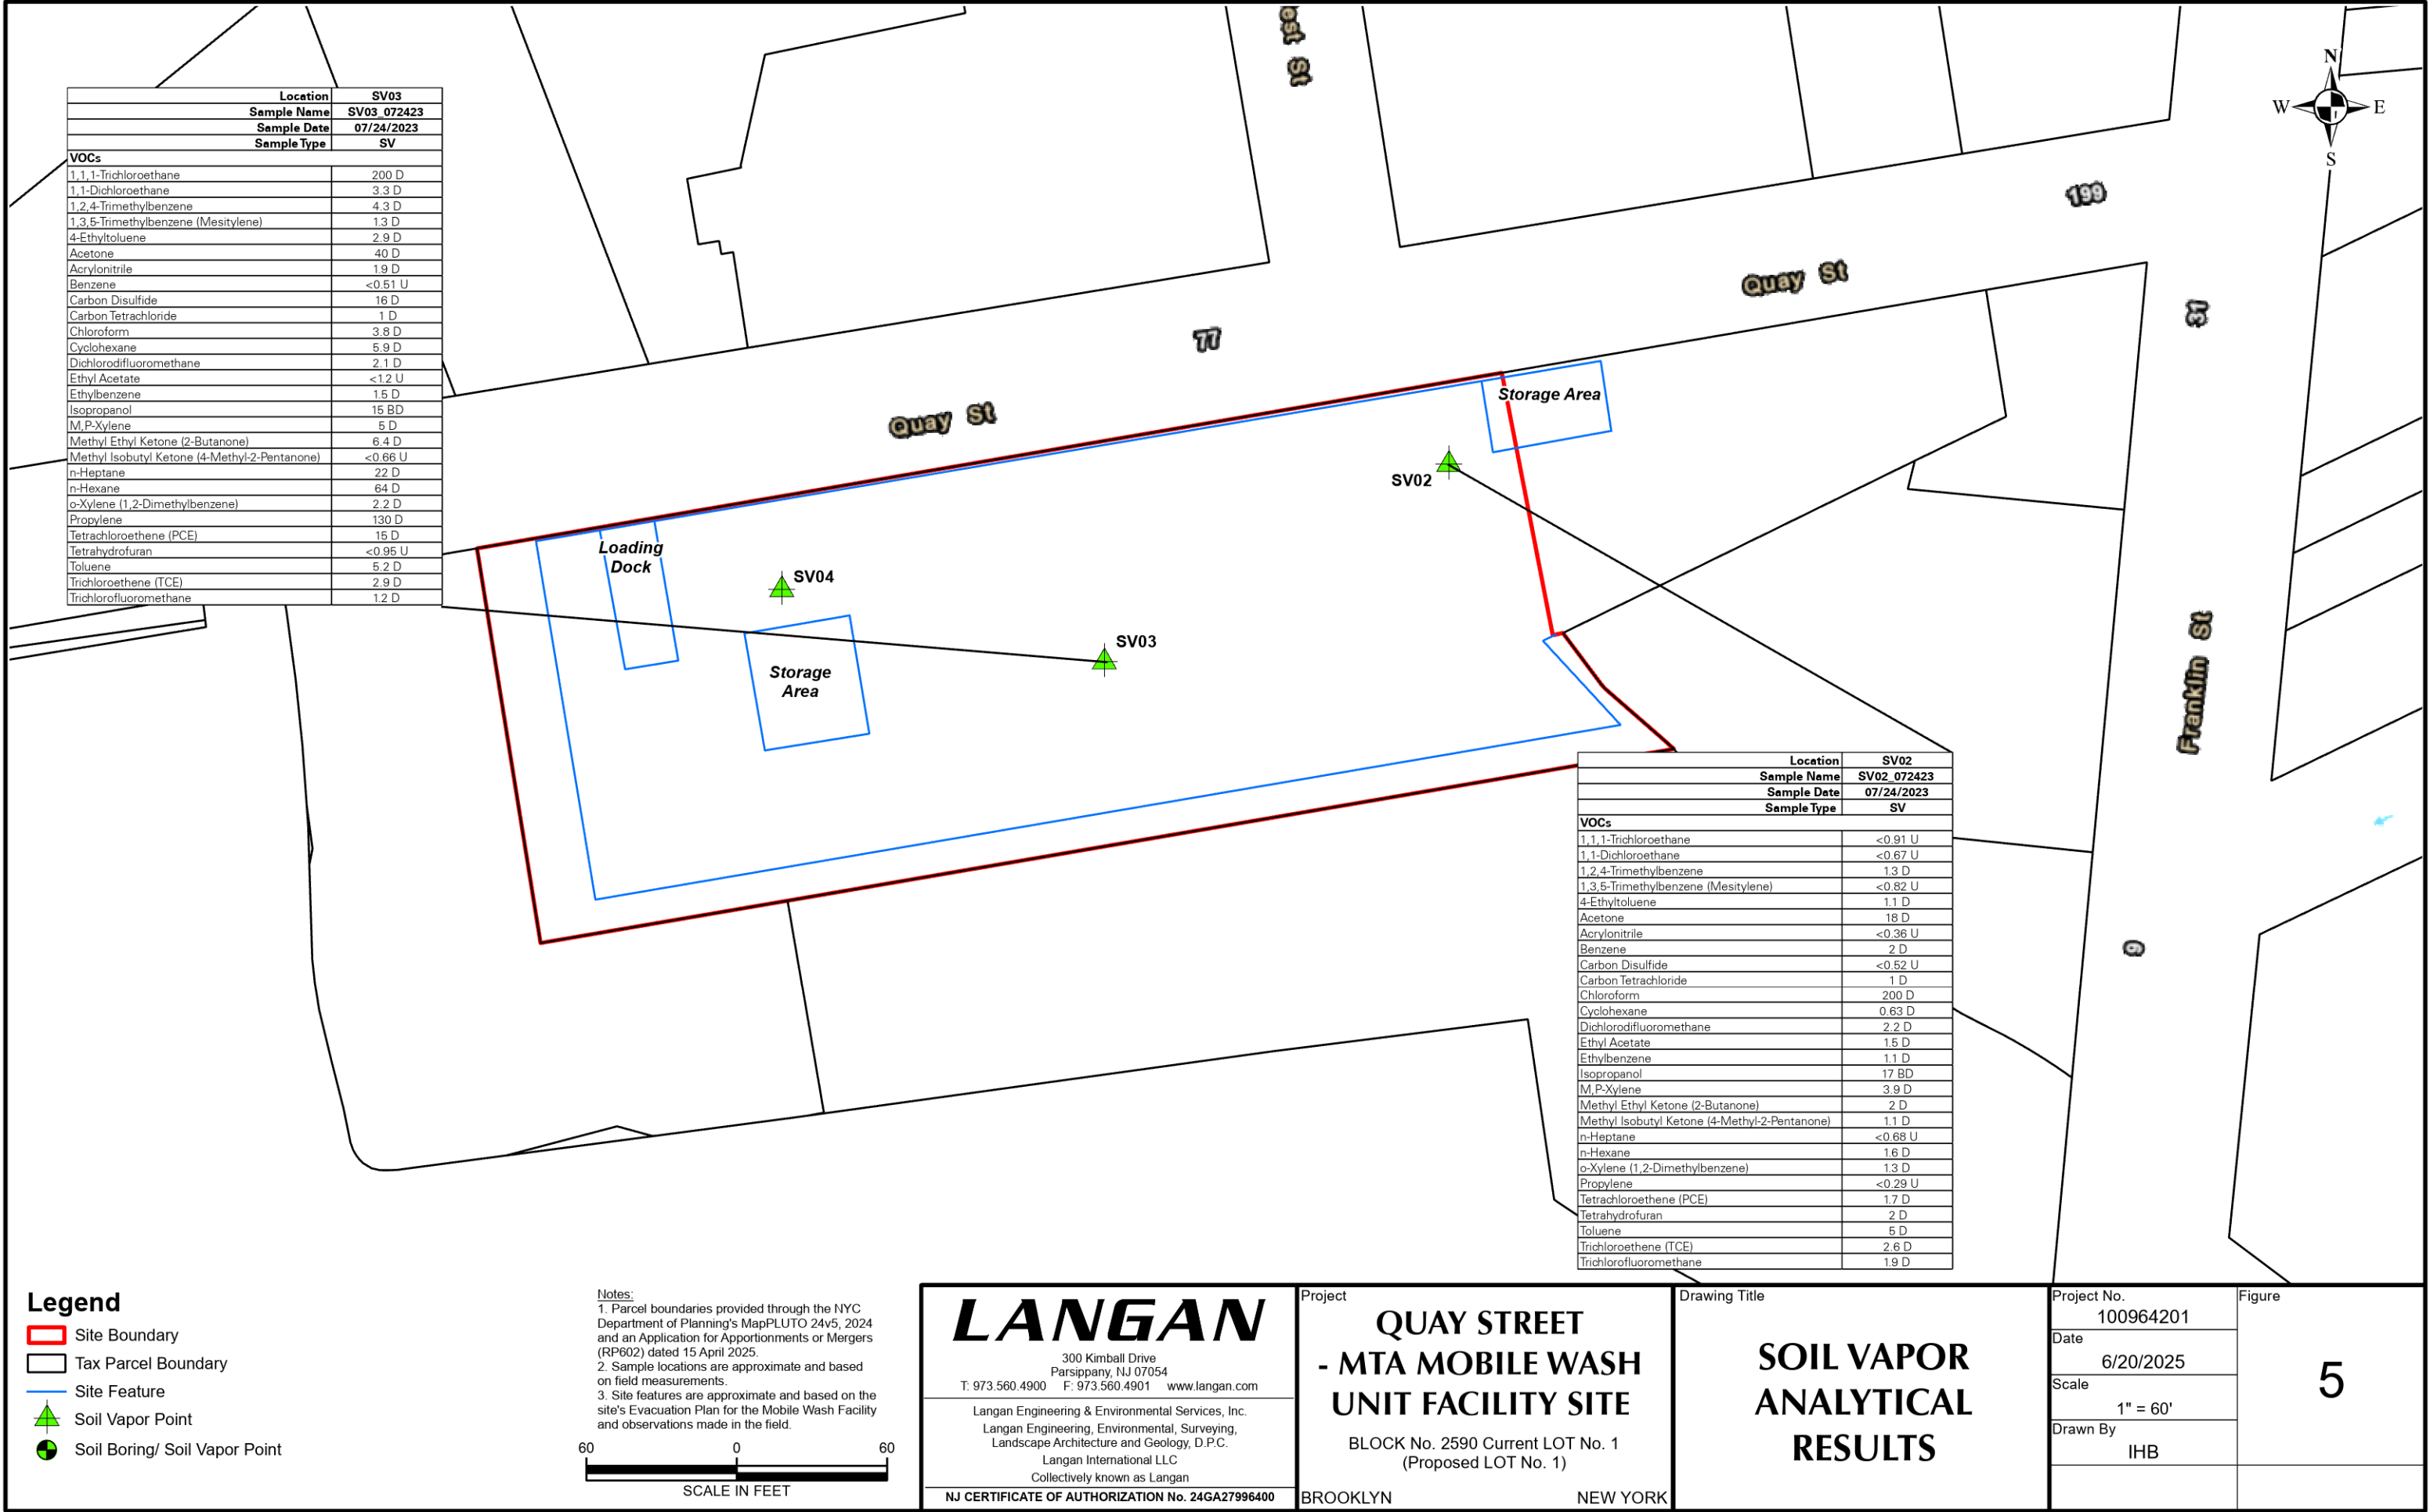 est St
N
W E
S
199
Quay St
31
77
Quay St
Franklin St
9
Location SV03
Sample Name SV03_072423
Sample Date 07/24/2023
Sample Type SV
VOCs
1,1,1-Trichloroethane 200 D
1,1-Dichloroethane 3.3 D
1,2,4-Trimethylbenzene 4.3 D
1,3,5-Trimethylbenzene (Mesitylene) 1.3 D
4-Ethyltoluene 2.9 D
Acetone 40 D
Acrylonitrile 1.9 D
Benzene <0.51 U
Carbon Disulfide 16 D
Carbon Tetrachloride 1 D
Chloroform 3.8 D
Cyclohexane 5.9 D
Dichlorodifluoromethane 2.1 D
Ethyl Acetate <1.2 U
Ethylbenzene 1.5 D
Isopropanol 15 BD
M,P-Xylene 5 D
Methyl Ethyl Ketone (2-Butanone) 6.4 D
Methyl Isobutyl Ketone (4-Methyl-2-Pentanone) <0.66 U
n-Heptane 22 D
n-Hexane 64 D
o-Xylene (1,2-Dimethylbenzene) 2.2 D
Propylene 130 D
Tetrachloroethene (PCE) 15 D
Tetrahydrofuran <0.95 U
Toluene 5.2 D
Trichloroethene (TCE) 2.9 D
Trichlorofluoromethane 1.2 D
Storage Area
SV02
Loading
Dock
SV04
SV03
Storage
Area
Location SV02
Sample Name SV02_072423
Sample Date 07/24/2023
Sample Type SV
VOCs
1,1,1-Trichloroethane <0.91 U
1,1-Dichloroethane <0.67 U
1,2,4-Trimethylbenzene 1.3 D
1,3,5-Trimethylbenzene (Mesitylene) <0.82 U
4-Ethyltoluene 1.1 D
Acetone 18 D
Acrylonitrile <0.36 U
Benzene 2 D
Carbon Disulfide <0.52 U
Carbon Tetrachloride 1 D
Chloroform 200 D
Cyclohexane 0.63 D
Dichlorodifluoromethane 2.2 D
Ethyl Acetate 1.5 D
Ethylbenzene 1.1 D
Isopropanol 17 BD
M,P-Xylene 3.9 D
Methyl Ethyl Ketone (2-Butanone) 2 D
Methyl Isobutyl Ketone (4-Methyl-2-Pentanone) 1.1 D
n-Heptane <0.68 U
n-Hexane 1.6 D
o-Xylene (1,2-Dimethylbenzene) 1.3 D
Propylene <0.29 U
Tetrachloroethene (PCE) 1.7 D
Tetrahydrofuran 2 D
Toluene 5 D
Trichloroethene (TCE) 2.6 D
Trichlorofluoromethane 1.9 D
Legend
Site Boundary
Tax Parcel Boundary
Site Feature
Soil Vapor Point
Soil Boring/ Soil Vapor Point
Notes:
1. Parcel boundaries provided through the NYC
Department of Planning's MapPLUTO 24v5, 2024
and an Application for Apportionments or Mergers
(RP602) dated 15 April 2025.
2. Sample locations are approximate and based
on field measurements.
3. Site features are approximate and based on the
site's Evacuation Plan for the Mobile Wash Facility
and observations made in the field.
60 0 60
SCALE IN FEET
LANGAN
300 Kimball Drive
Parsippany, NJ 07054
T: 973.560.4900 F: 973.560.4901 www.langan.com
Langan Engineering & Environmental Services, Inc.
Langan Engineering, Environmental, Surveying,
Landscape Architecture and Geology, D.P.C.
Langan International LLC
Collectively known as Langan
NJ CERTIFICATE OF AUTHORIZATION No. 24GA27996400
Project
QUAY STREET
- MTA MOBILE WASH
UNIT FACILITY SITE
BLOCK No. 2590 Current LOT No. 1
(Proposed LOT No. 1)
BROOKLYN NEW YORK
Drawing Title
SOIL VAPOR
ANALYTICAL
RESULTS
Project No.
100964201
Date
6/20/2025
Scale
1" = 60'
Drawn By
IHB
Figure
5